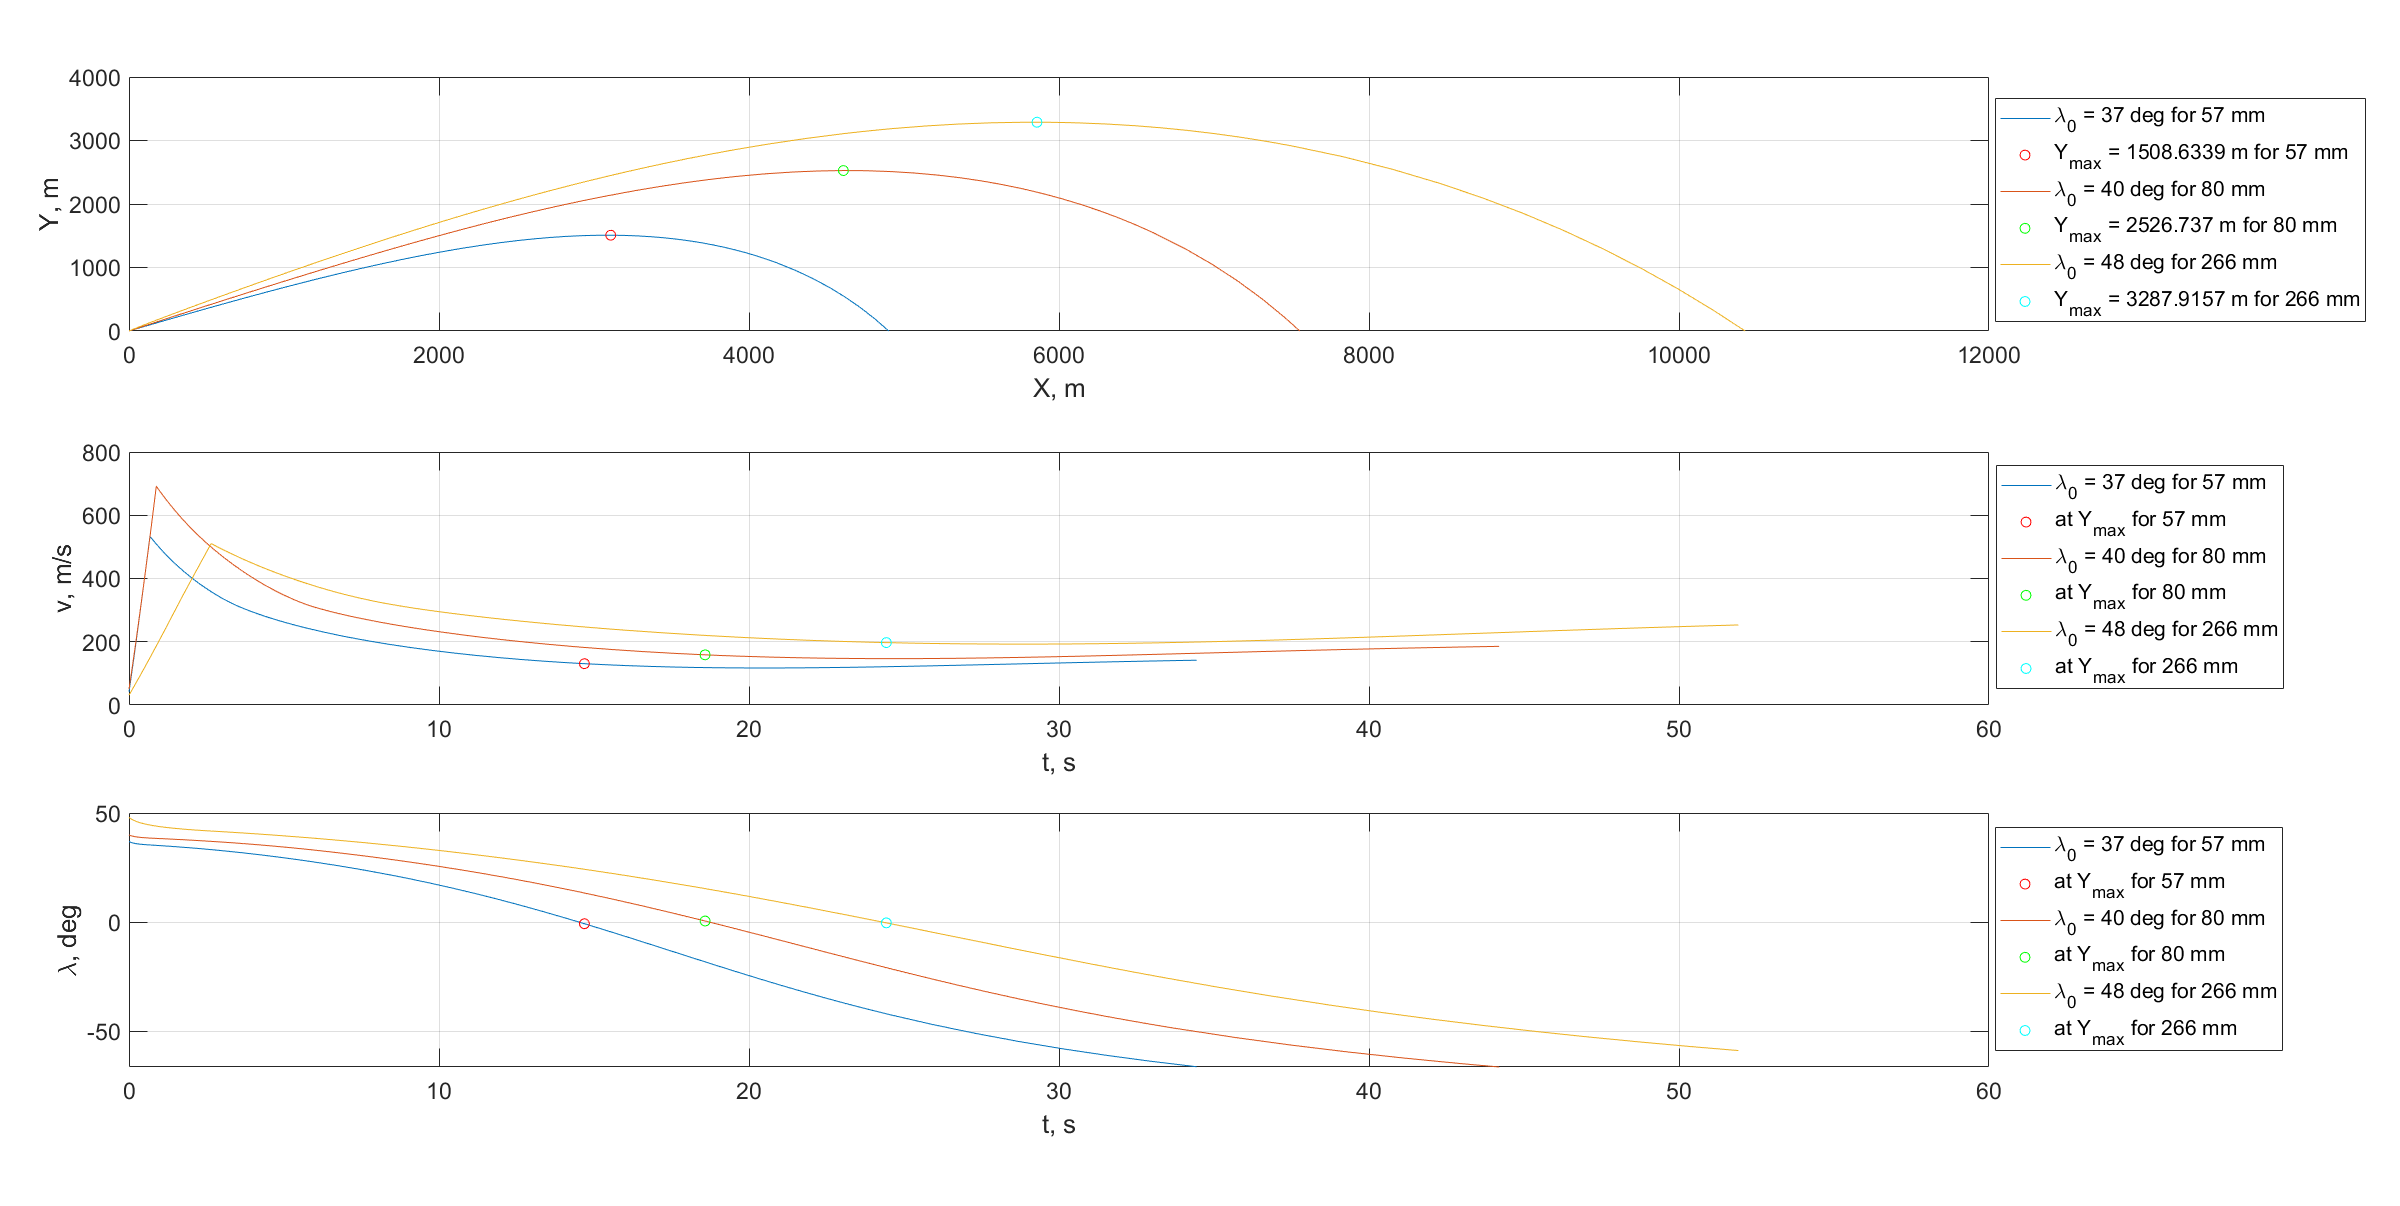 4000
3000
2000
1000
0
Y, m
0 2000 4000 6000 8000 10000 12000
X, m
λ0 = 37 deg for 57 mm
Ymax = 1508.6339 m for 57 mm
λ0 = 40 deg for 80 mm
Ymax = 2526.737 m for 80 mm
λ0 = 48 deg for 266 mm
Ymax = 3287.9157 m for 266 mm
800
600
400
200
0
v, m/s
0 10 20 30 40 50 60
t, s
λ0 = 37 deg for 57 mm
at Ymax for 57 mm
λ0 = 40 deg for 80 mm
at Ymax for 80 mm
λ0 = 48 deg for 266 mm
at Ymax for 266 mm
50
0
-50
λ, deg
0 10 20 30 40 50 60
t, s
λ0 = 37 deg for 57 mm
at Ymax for 57 mm
λ0 = 40 deg for 80 mm
at Ymax for 80 mm
λ0 = 48 deg for 266 mm
at Ymax for 266 mm